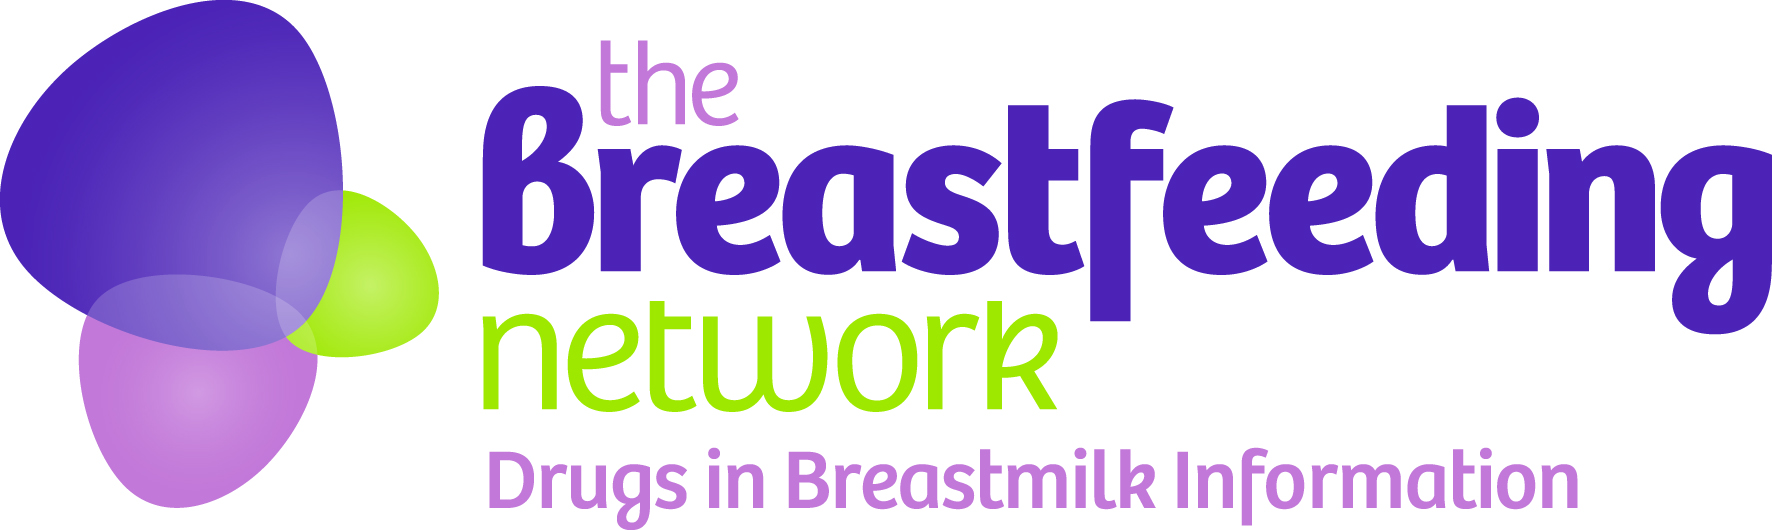 the
Breastfeeding
network
Drugs in Breastmilk Information